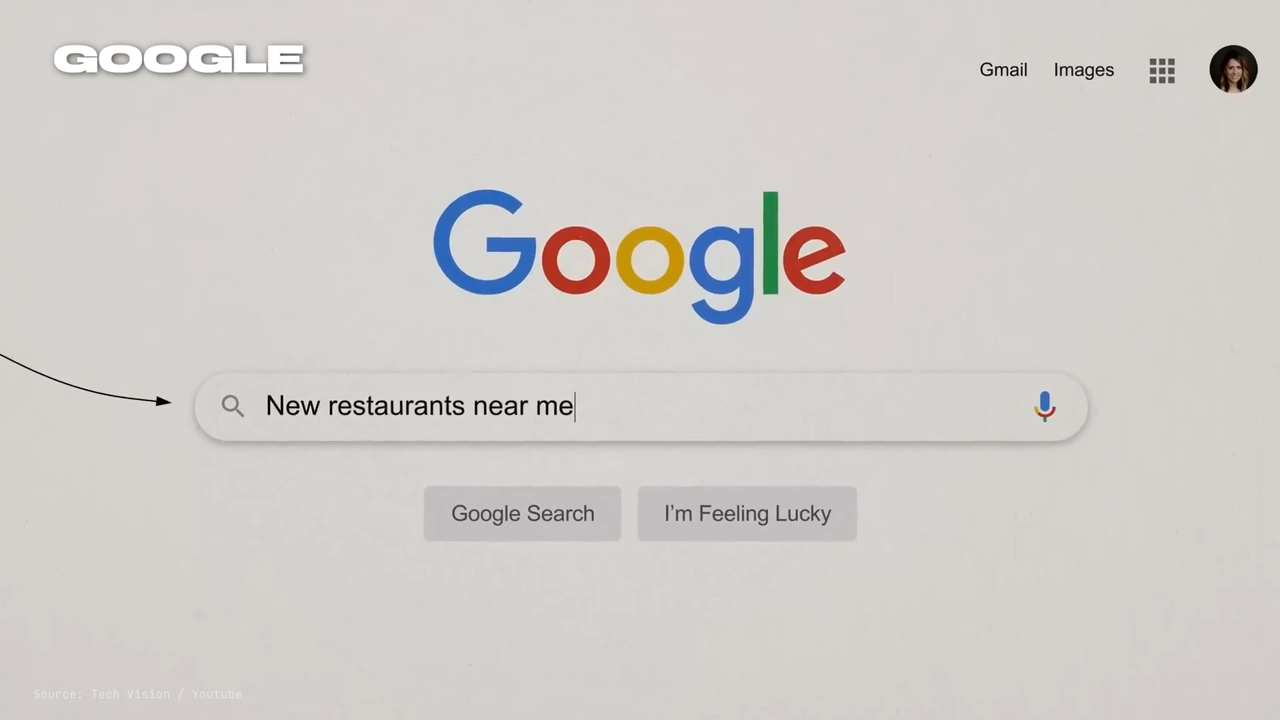 GOOGLE
Gmail Images
Google
New restaurants near me
Google Search I'm Feeling Lucky
Source: Tech Vision / Youtube